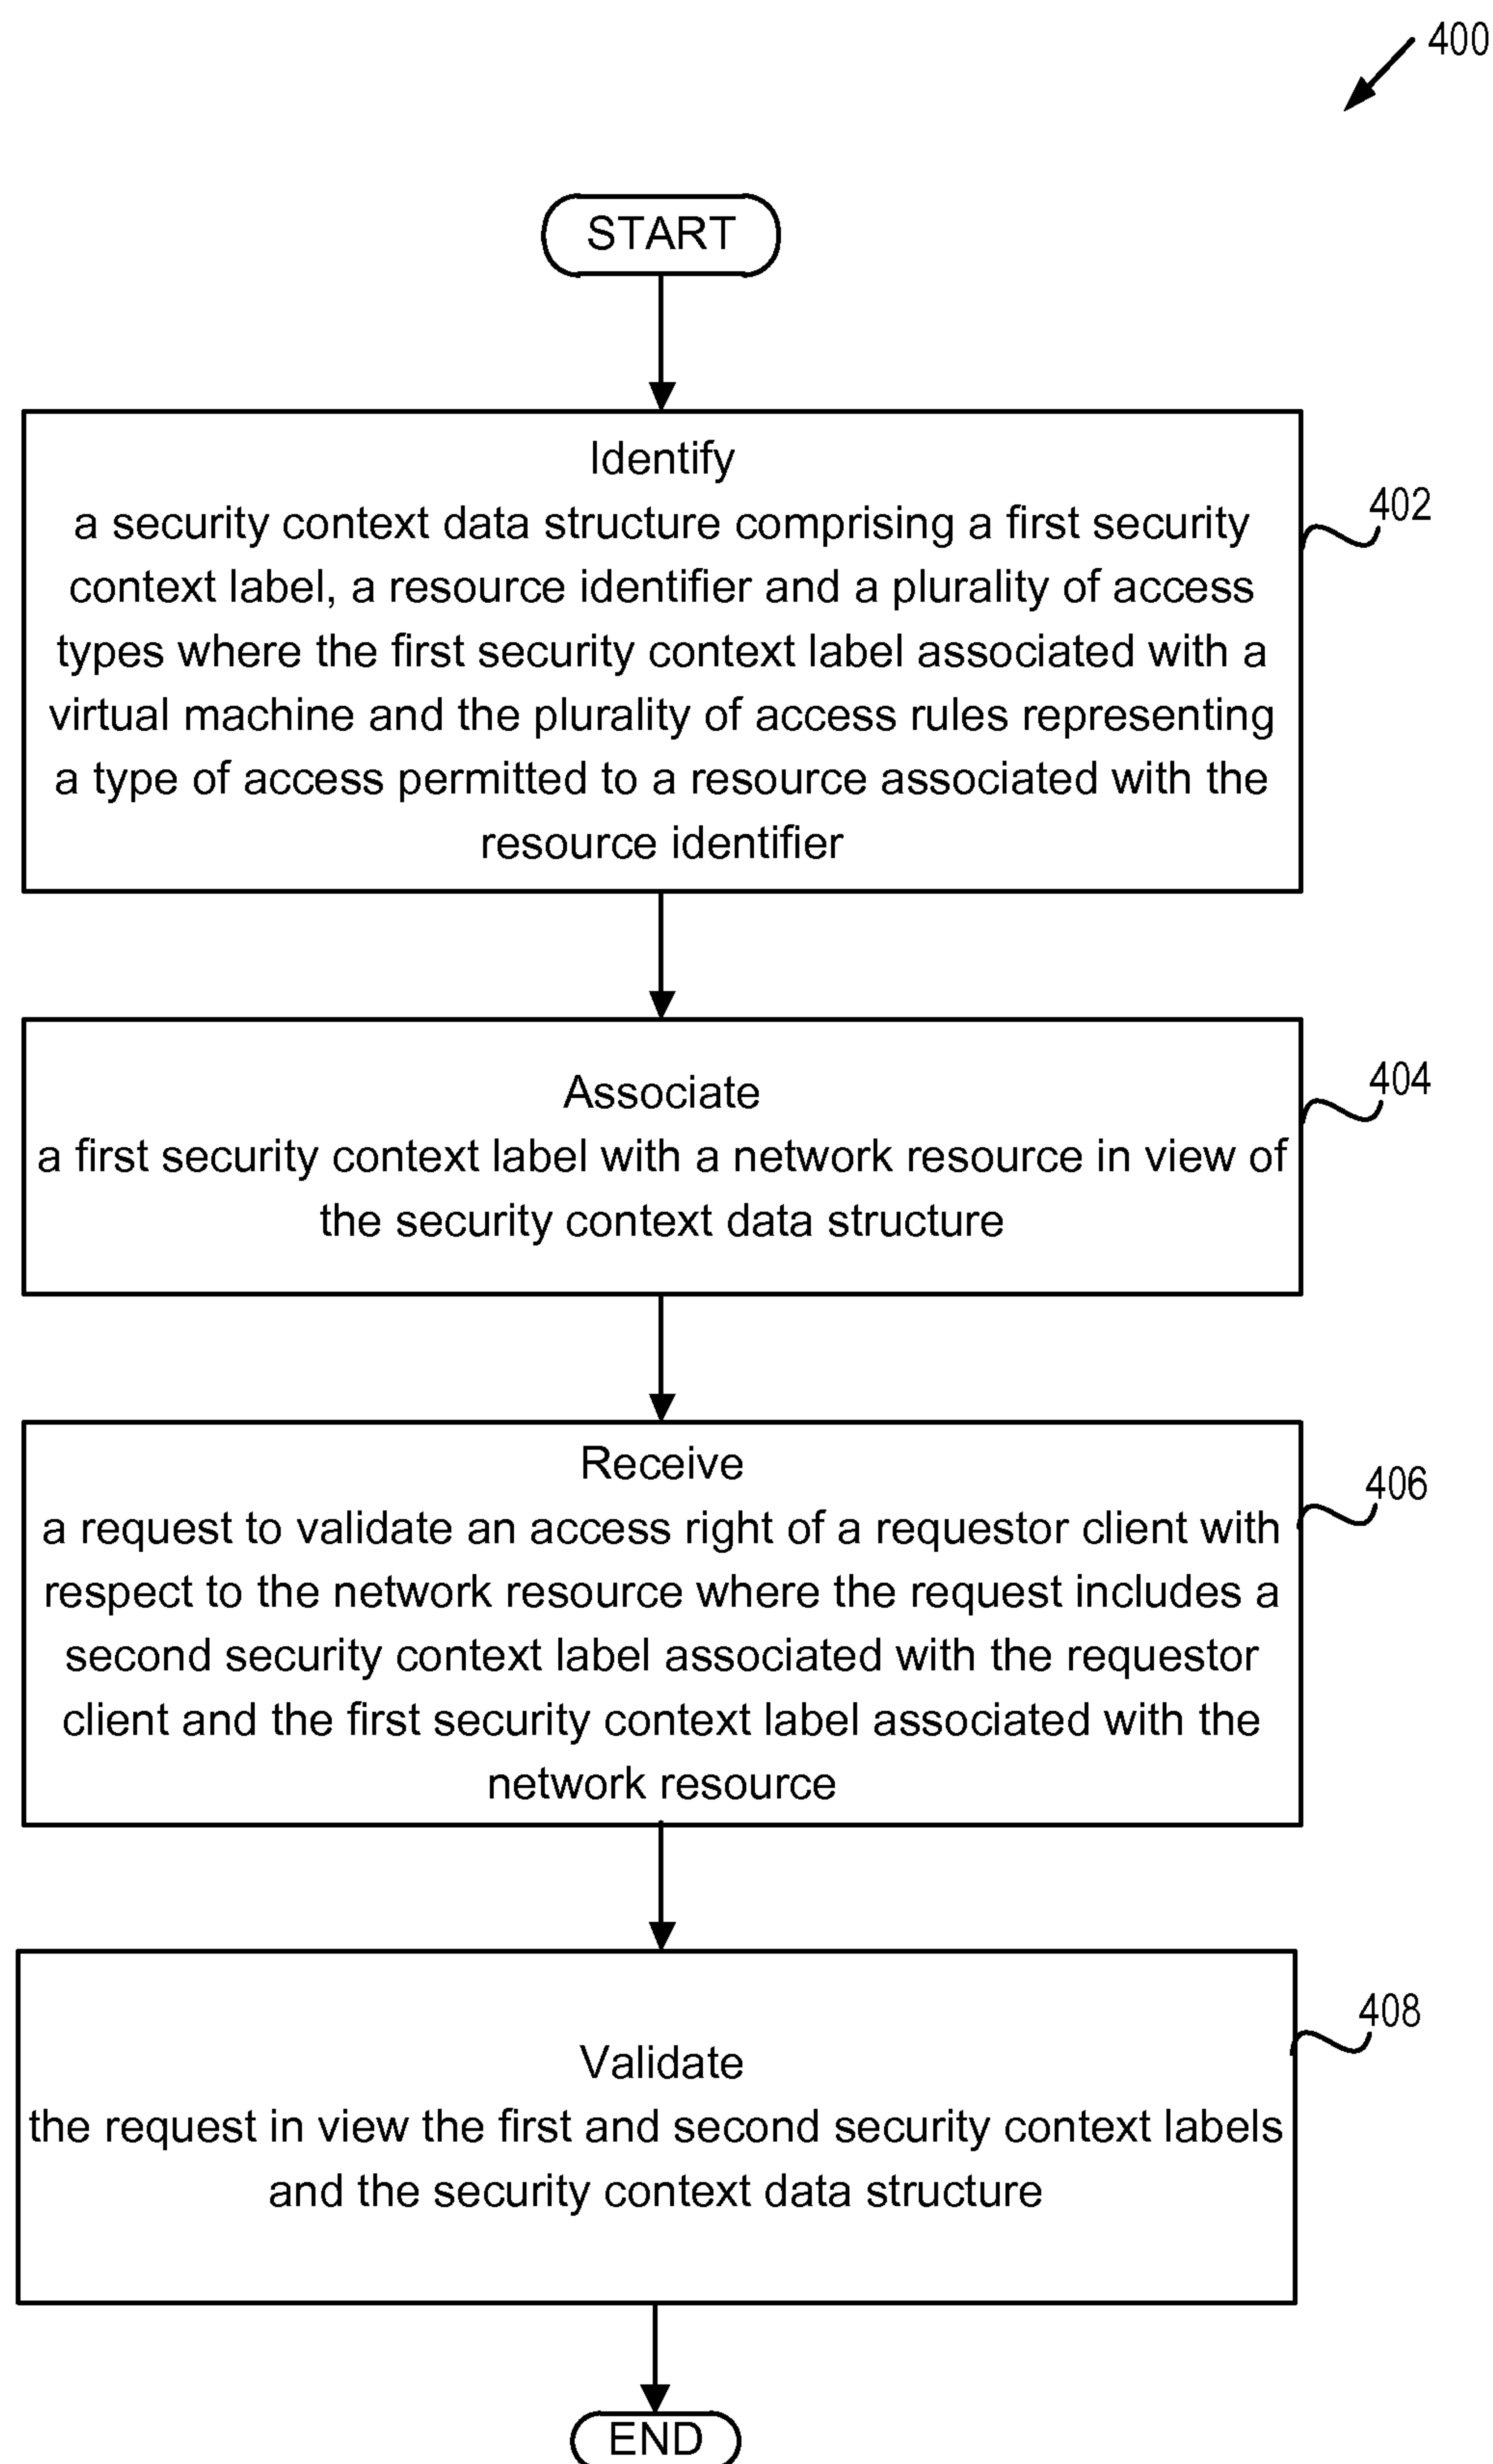 400
START
Identify
a security context data structure comprising a first security
context label, a resource identifier and a plurality of access
types where the first security context label associated with a
virtual machine and the plurality of access rules representing
a type of access permitted to a resource associated with the
resource identifier
402
Associate
a first security context label with a network resource in view of
the security context data structure
404
Receive
a request to validate an access right of a requestor client with
respect to the network resource where the request includes a
second security context label associated with the requestor
client and the first security context label associated with the
network resource
406
Validate
the request in view the first and second security context labels
and the security context data structure
408
END